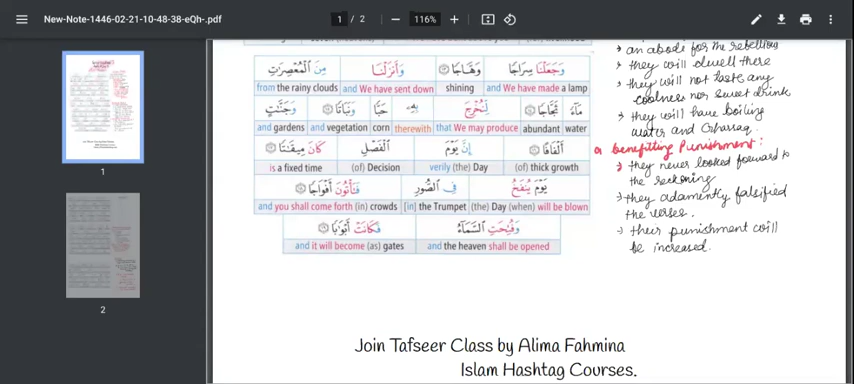 New-Note-1446-02-21-10-48-38-eQh-.pdf
1 / 2
116%
1
2
وَجَعَلْنَا سِرَاجًا وَهَّاجًا ﴿١٣﴾ وَأَنزَلْنَا مِنَ الْمُعْصِرَاتِ
from the rainy clouds and We have sent down shining and We have made a lamp
مَاءً ثَجَّاجًا ﴿١٤﴾ لِنُخْرِجَ بِهِ حَبًّا وَنَبَاتًا ﴿١٥﴾ وَجَنَّاتٍ
and gardens and vegetation corn therewith that We may produce abundant water
أَلْفَافًا ﴿١٦﴾ إِنَّ يَوْمَ الْفَصْلِ كَانَ مِيقَاتًا ﴿١٧﴾
is a fixed time (of) Decision verily (the) Day (of) thick growth
يَوْمَ يُنفَخُ فِي الصُّورِ فَتَأْتُونَ أَفْوَاجًا ﴿١٨﴾
and you shall come forth (in) crowds [in] the Trumpet (the) Day (when) will be blown
وَفُتِحَتِ السَّمَاءُ فَكَانَتْ أَبْوَابًا ﴿١٩﴾
and it will become (as) gates and the heaven shall be opened
an abode for the rebellious
they will dwell there
they will not taste any
coolness nor sweet drink
they will have boiling
water and Ghassaq.
a benefitting Punishment:
they never looked forward to
the reckoning
they adamently falsified
the verses.
their punishment will
be increased.
Join Tafseer Class by Alima Fahmina
Islam Hashtag Courses.